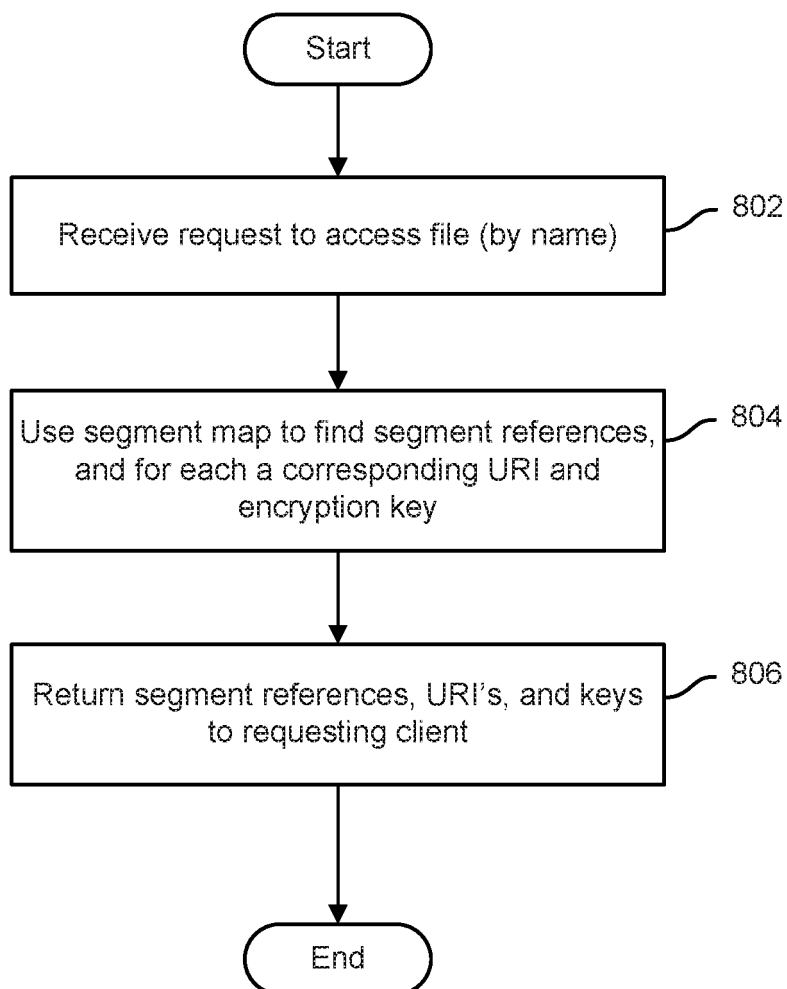 Start
Receive request to access file (by name)
802
Use segment map to find segment references,
and for each a corresponding URI and
encryption key
804
Return segment references, URI's, and keys
to requesting client
806
End